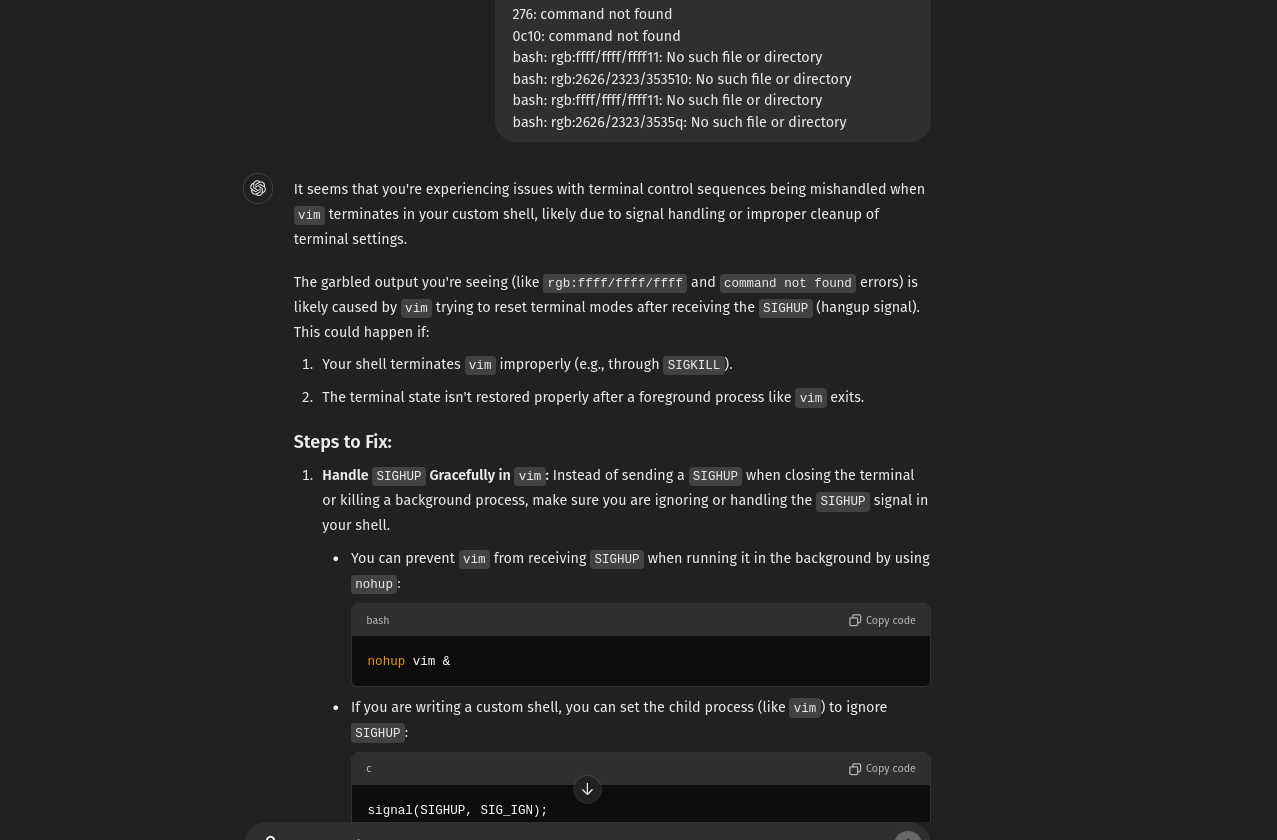 276: command not found
0c10: command not found
bash: rgb:ffff/ffff/ffff11: No such file or directory
bash: rgb:2626/2323/353510: No such file or directory
bash: rgb:ffff/ffff/ffff11: No such file or directory
bash: rgb:2626/2323/3535q: No such file or directory
It seems that you're experiencing issues with terminal control sequences being mishandled when
vim terminates in your custom shell, likely due to signal handling or improper cleanup of
terminal settings.
The garbled output you're seeing (like rgb:ffff/ffff/ffff and command not found errors) is
likely caused by vim trying to reset terminal modes after receiving the SIGHUP (hangup signal).
This could happen if:
1. Your shell terminates vim improperly (e.g., through SIGKILL).
2. The terminal state isn't restored properly after a foreground process like vim exits.
Steps to Fix:
1. Handle SIGHUP Gracefully in vim: Instead of sending a SIGHUP when closing the terminal
or killing a background process, make sure you are ignoring or handling the SIGHUP signal in
your shell.
• You can prevent vim from receiving SIGHUP when running it in the background by using
nohup:
bash Copy code
nohup vim &
• If you are writing a custom shell, you can set the child process (like vim) to ignore
SIGHUP:
c Copy code
signal(SIGHUP, SIG_IGN);